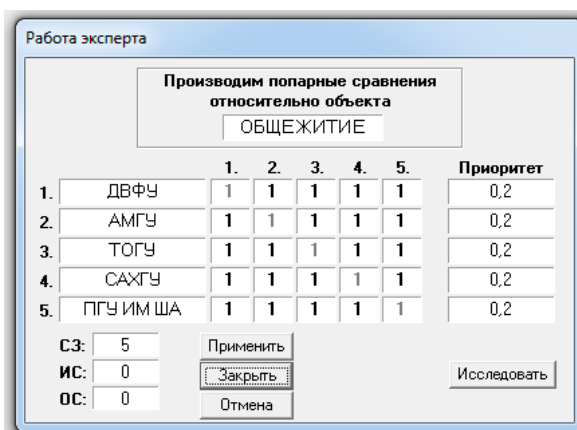 Работа эксперта
Производим попарные сравнения
относительно объекта
ОБЩЕЖИТИЕ
1. 2. 3. 4. 5. Приоритет
1. ДВФУ 1 1 1 1 1 0,2
2. АМГУ 1 1 1 1 1 0,2
3. ТОГУ 1 1 1 1 1 0,2
4. САХГУ 1 1 1 1 1 0,2
5. ПГУ ИМ ША 1 1 1 1 1 0,2
СЗ: 5 Применить
ИС: 0 Закрыть Исследовать
ОС: 0 Отмена